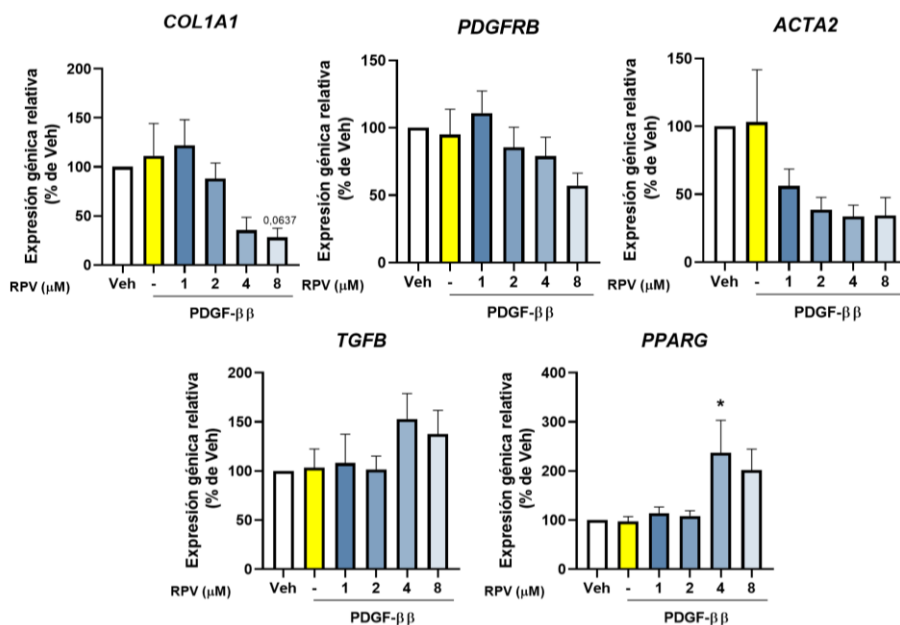 COL1A1
Expresión génica relativa
(% de Veh)
200
150
100
50
0
0,0637
RPV (μM)
Veh - 1 2 4 8
PDGF-ββ
PDGFRB
Expresión génica relativa
(% de Veh)
150
100
50
0
RPV (μM)
Veh - 1 2 4 8
PDGF-ββ
ACTA2
Expresión génica relativa
(% de Veh)
150
100
50
0
RPV (μM)
Veh - 1 2 4 8
PDGF-ββ
TGFB
Expresión génica relativa
(% de Veh)
200
150
100
50
0
RPV (μM)
Veh - 1 2 4 8
PDGF-ββ
PPARG
Expresión génica relativa
(% de Veh)
400
300
200
100
0
*
RPV (μM)
Veh - 1 2 4 8
PDGF-ββ